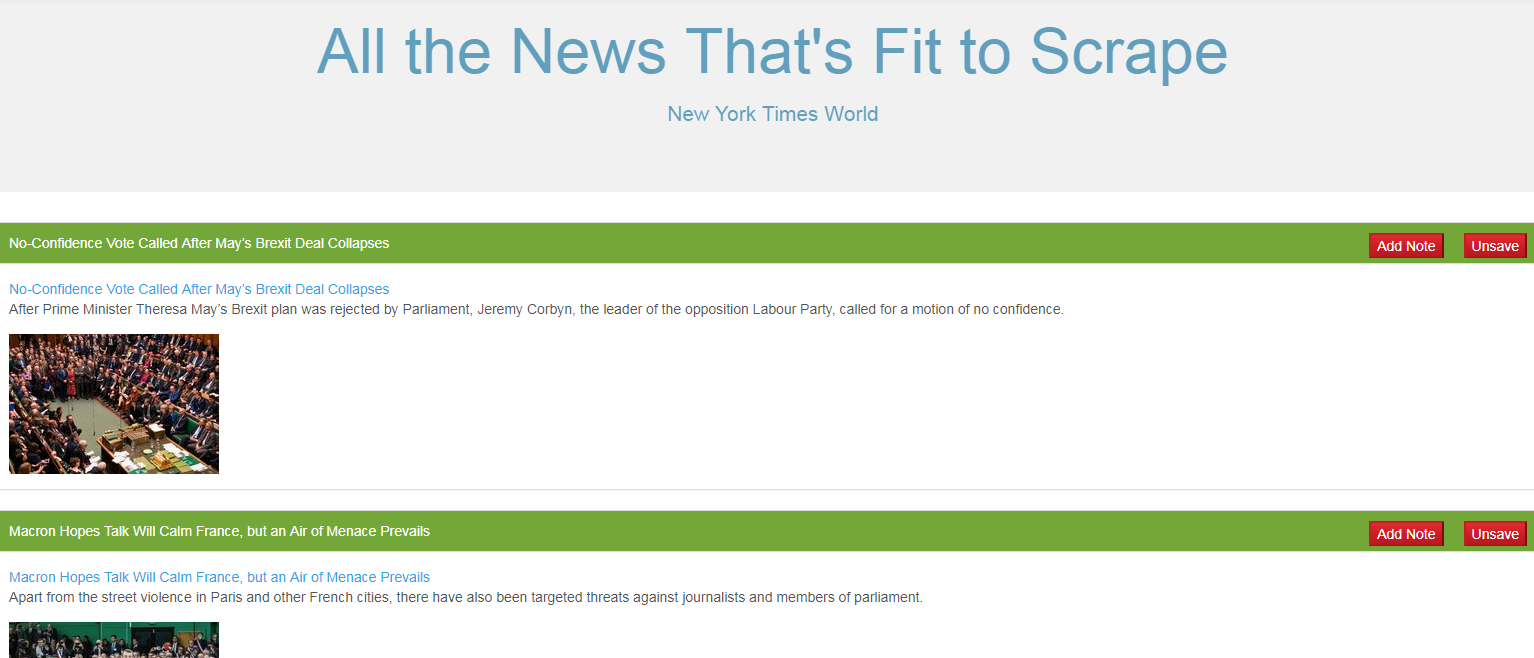 All the News That's Fit to Scrape
New York Times World
No-Confidence Vote Called After May’s Brexit Deal Collapses
Add Note
Unsave
No-Confidence Vote Called After May’s Brexit Deal Collapses
After Prime Minister Theresa May’s Brexit plan was rejected by Parliament, Jeremy Corbyn, the leader of the opposition Labour Party, called for a motion of no confidence.
Macron Hopes Talk Will Calm France, but an Air of Menace Prevails
Add Note
Unsave
Macron Hopes Talk Will Calm France, but an Air of Menace Prevails
Apart from the street violence in Paris and other French cities, there have also been targeted threats against journalists and members of parliament.